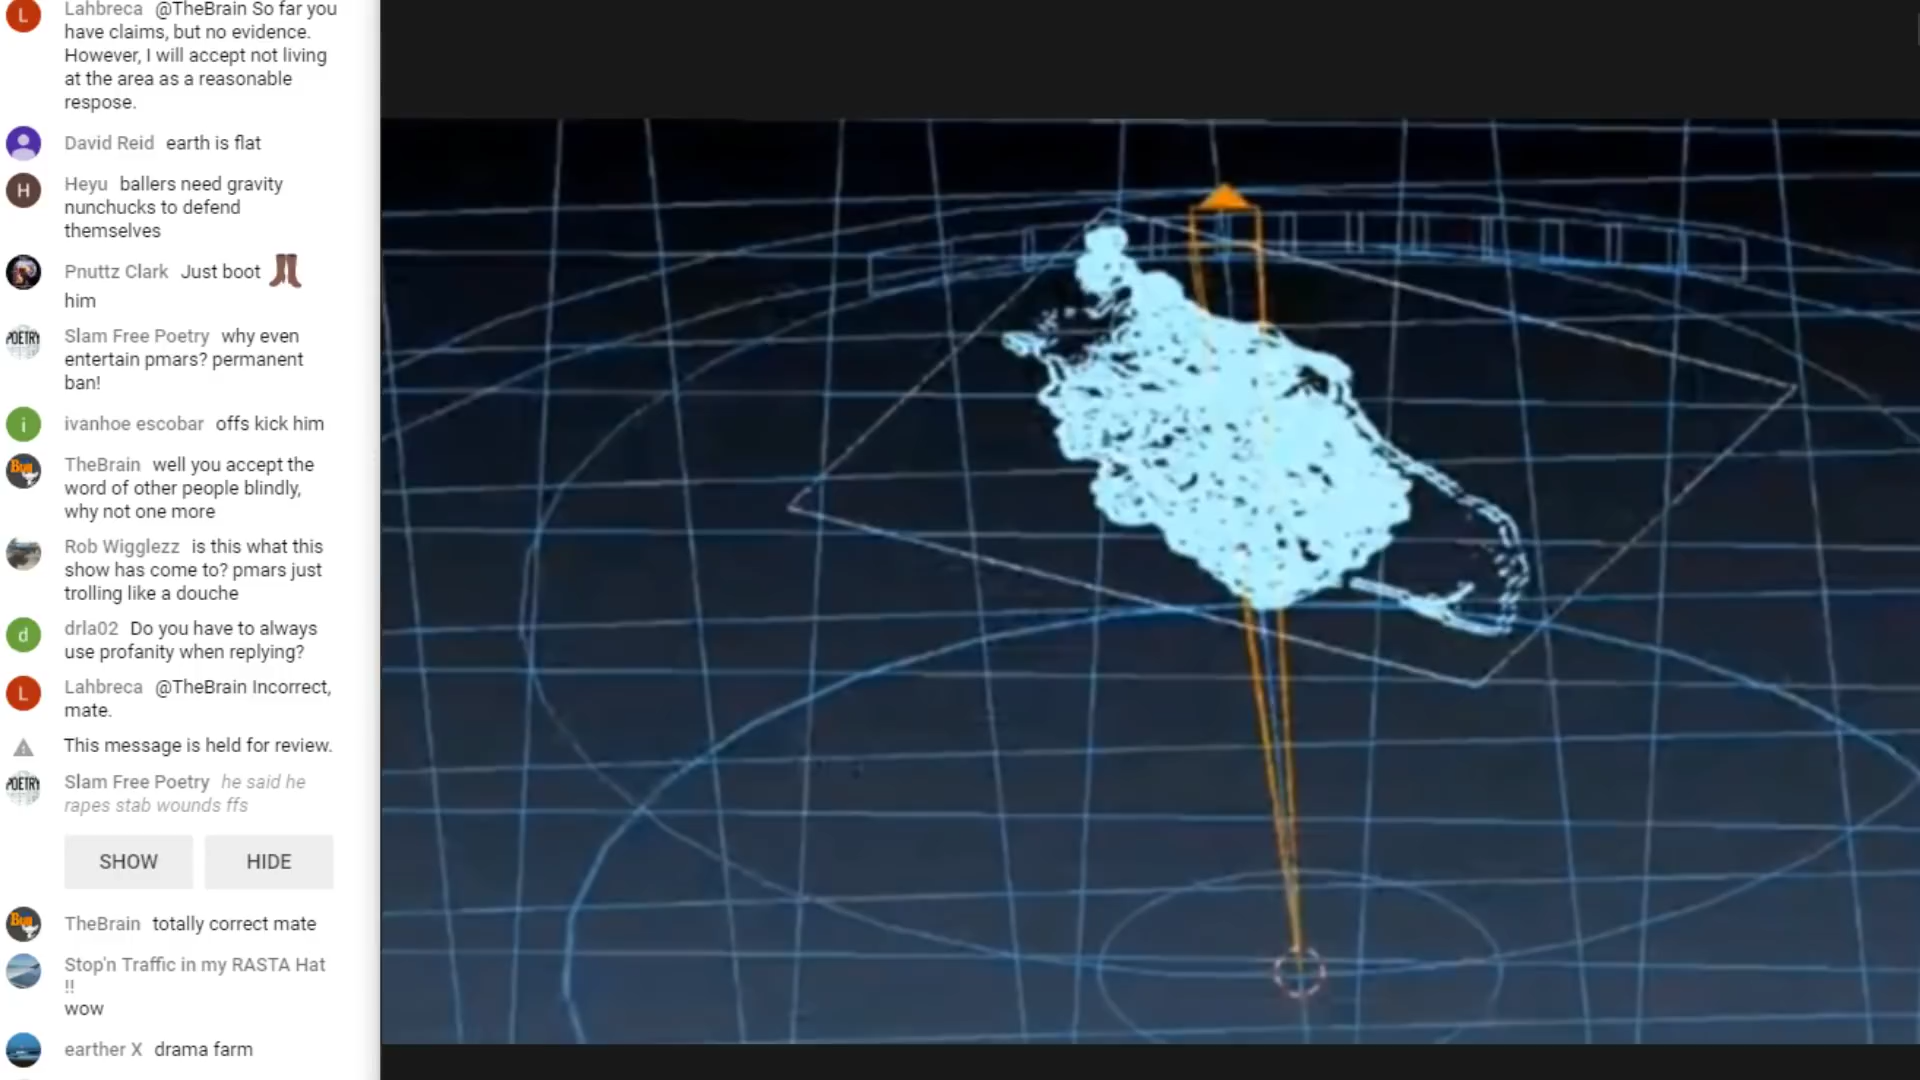 Lahbreca @TheBrain So far you
have claims, but no evidence.
However, I will accept not living
at the area as a reasonable
respose.
David Reid earth is flat
H
Heyu ballers need gravity
nunchucks to defend
themselves
Pnuttz Clark Just boot
him
POETRY
Slam Free Poetry why even
entertain pmars? permanent
ban!
i
ivanhoe escobar offs kick him
TheBrain well you accept the
word of other people blindly,
why not one more
Rob Wigglezz is this what this
show has come to? pmars just
trolling like a douche
d
drla02 Do you have to always
use profanity when replying?
L
Lahbreca @TheBrain Incorrect,
mate.
This message is held for review.
POETRY
Slam Free Poetry he said he
rapes stab wounds ffs
SHOW HIDE
TheBrain totally correct mate
Stop'n Traffic in my RASTA Hat
!!
wow
earther X drama farm